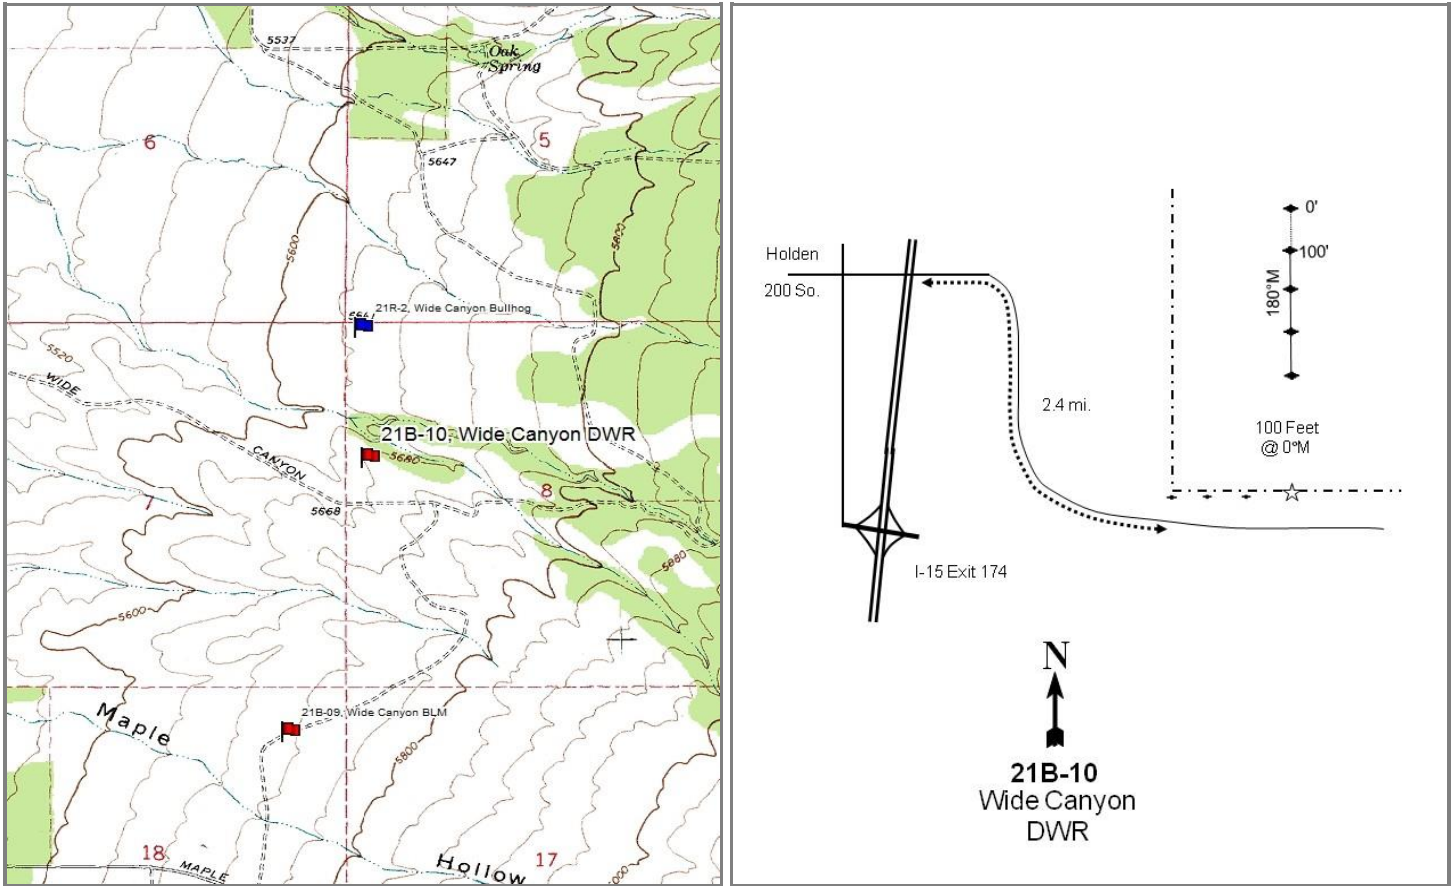 5537
Oak
Spring
6
5
5647
5600
5800
21R-2, Wide Canyon Bullhog
5520
WIDE
21B-10, Wide Canyon DWR
CANYON
5680
8
7
5668
5880
5600
21B-09, Wide Canyon BLM
Maple
5800
18
MAPLE
Hollow
17
Holden
200 So.
0'
100'
180°M
2.4 mi.
100 Feet
@ 0°M
I-15 Exit 174
N
21B-10
Wide Canyon
DWR